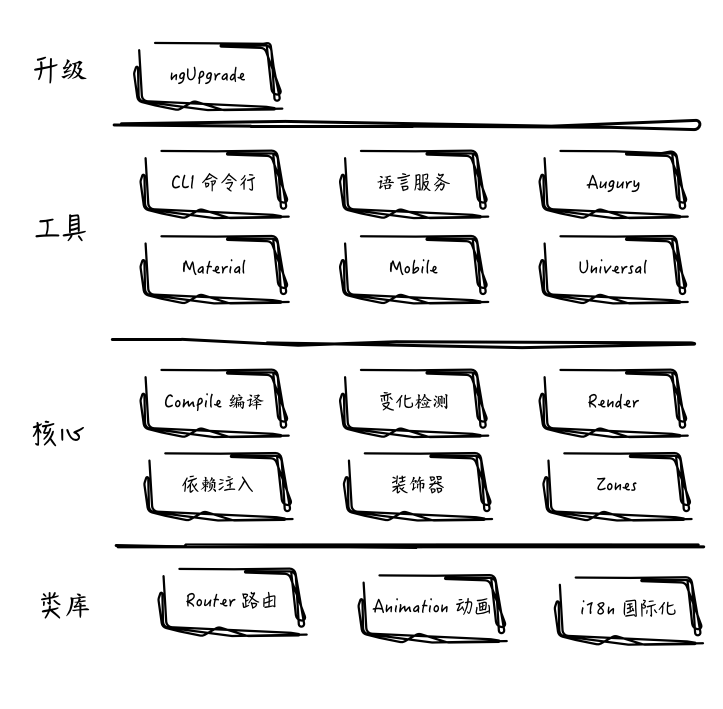 升级
ngUpgrade
工具
CLI 命令行
语言服务
Augury
Material
Mobile
Universal
核心
Compile 编译
变化检测
Render
依赖注入
装饰器
Zones
类库
Router 路由
Animation 动画
i18n 国际化